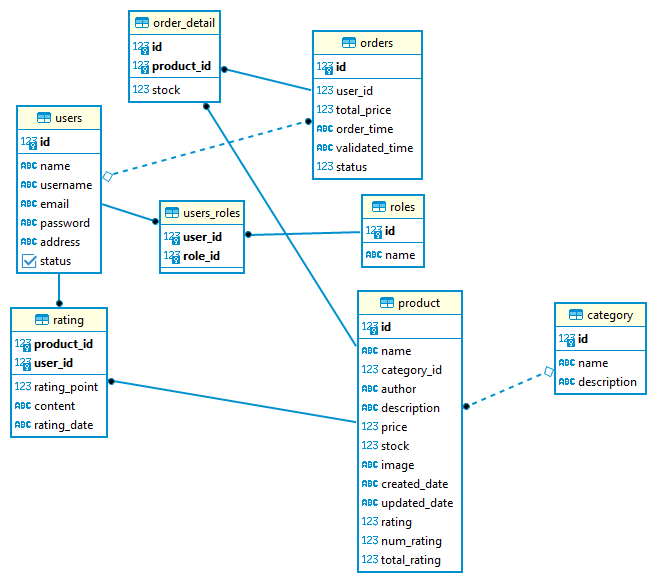 order_detail
123 id
123 product_id
123 stock
orders
123 id
123 user_id
123 total_price
ABC order_time
ABC validated_time
123 status
users
123 id
ABC name
ABC username
ABC email
ABC password
ABC address
status
users_roles
123 user_id
123 role_id
roles
123 id
ABC name
rating
123 product_id
123 user_id
123 rating_point
ABC content
ABC rating_date
product
123 id
ABC name
123 category_id
ABC author
ABC description
123 price
123 stock
ABC image
ABC created_date
ABC updated_date
123 rating
123 num_rating
123 total_rating
category
123 id
ABC name
ABC description